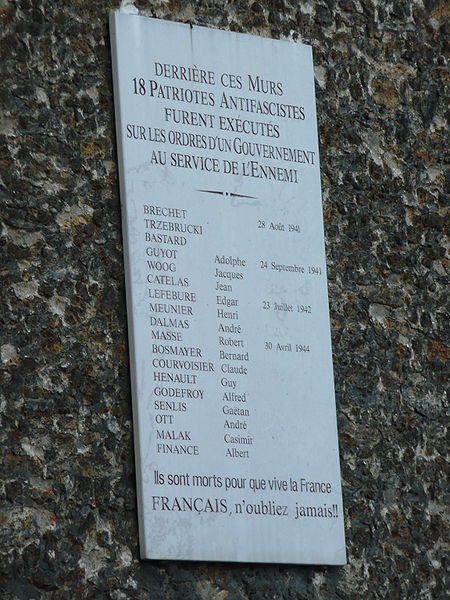 DERRIÈRE CES MURS
18 PATRIOTES ANTIFASCISTES
FURENT EXÉCUTÉS
SUR LES ORDRES D'UN GOUVERNEMENT
AU SERVICE DE L'ENNEMI
BRECHET 28 Août 1941
TRZEBRUCKI
BASTARD
GUYOT Adolphe 24 Septembre 1941
WOOG Jacques
CATELAS Jean
LEFEBURE Edgar 23 Juillet 1942
MEUNIER Henri
DALMAS André
MASSE Robert 30 Avril 1944
BOSMAYER Bernard
COURVOISIER Claude
HENAULT Guy
GODEFROY Alfred
SENLIS Gaëtan
OTT André
MALAK Casimir
FINANCE Albert
Ils sont morts pour que vive la France
FRANÇAIS, n'oubliez jamais!!